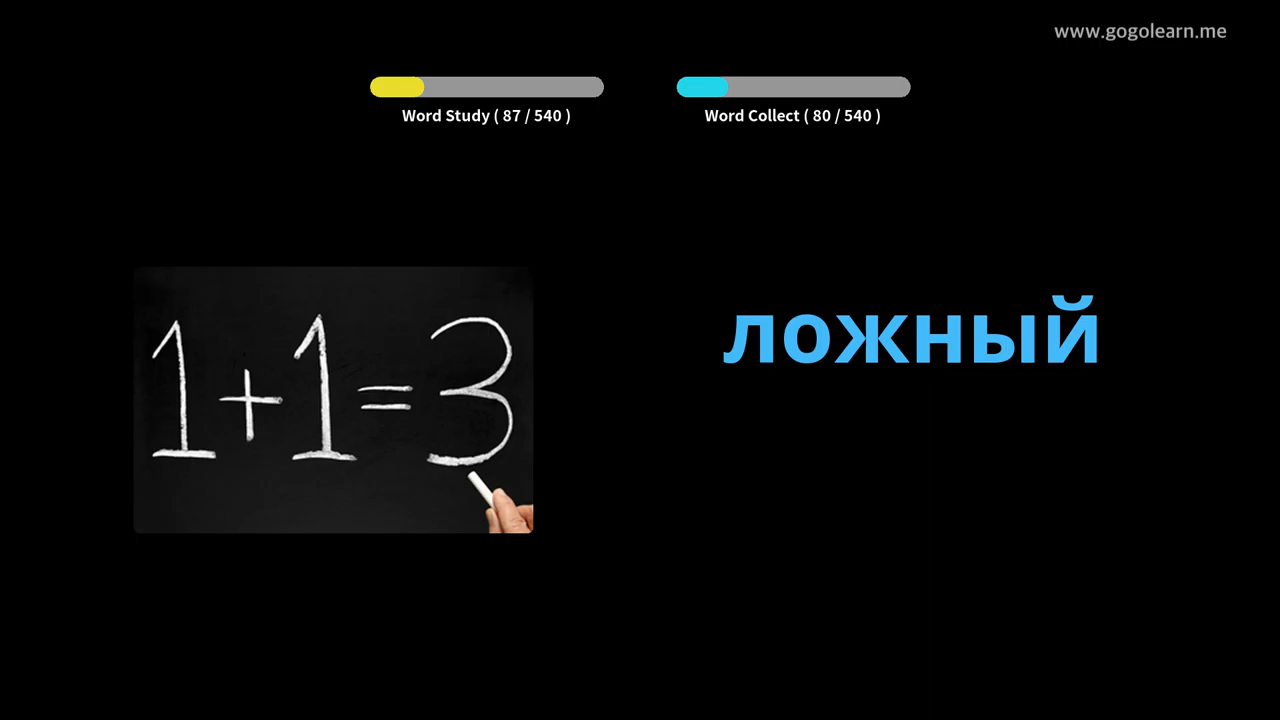 www.gogolearn.me
Word Study ( 87 / 540 )
Word Collect ( 80 / 540 )
1+1=3
ложный